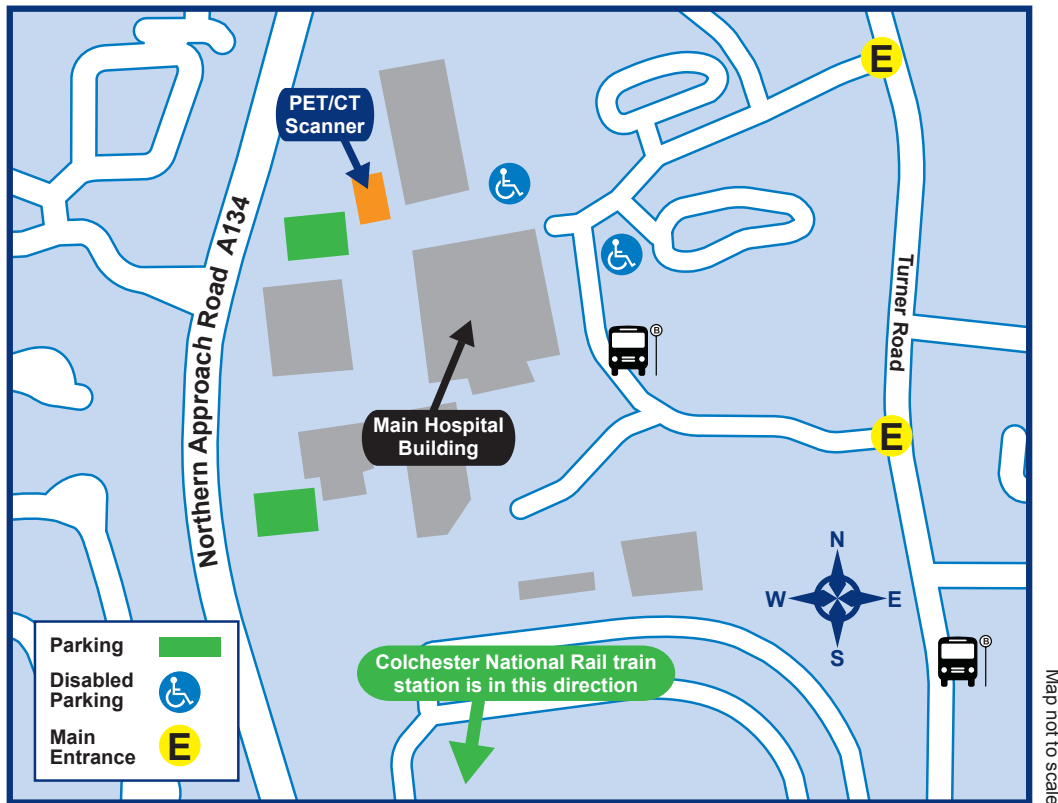 E
PET/CT
Scanner
Northern Approach Road A134
Turner Road
B
Main Hospital
Building
E
N
W
E
S
B
Colchester National Rail train
station is in this direction
Parking
Disabled
Parking
Main
Entrance
E
Map not to scale